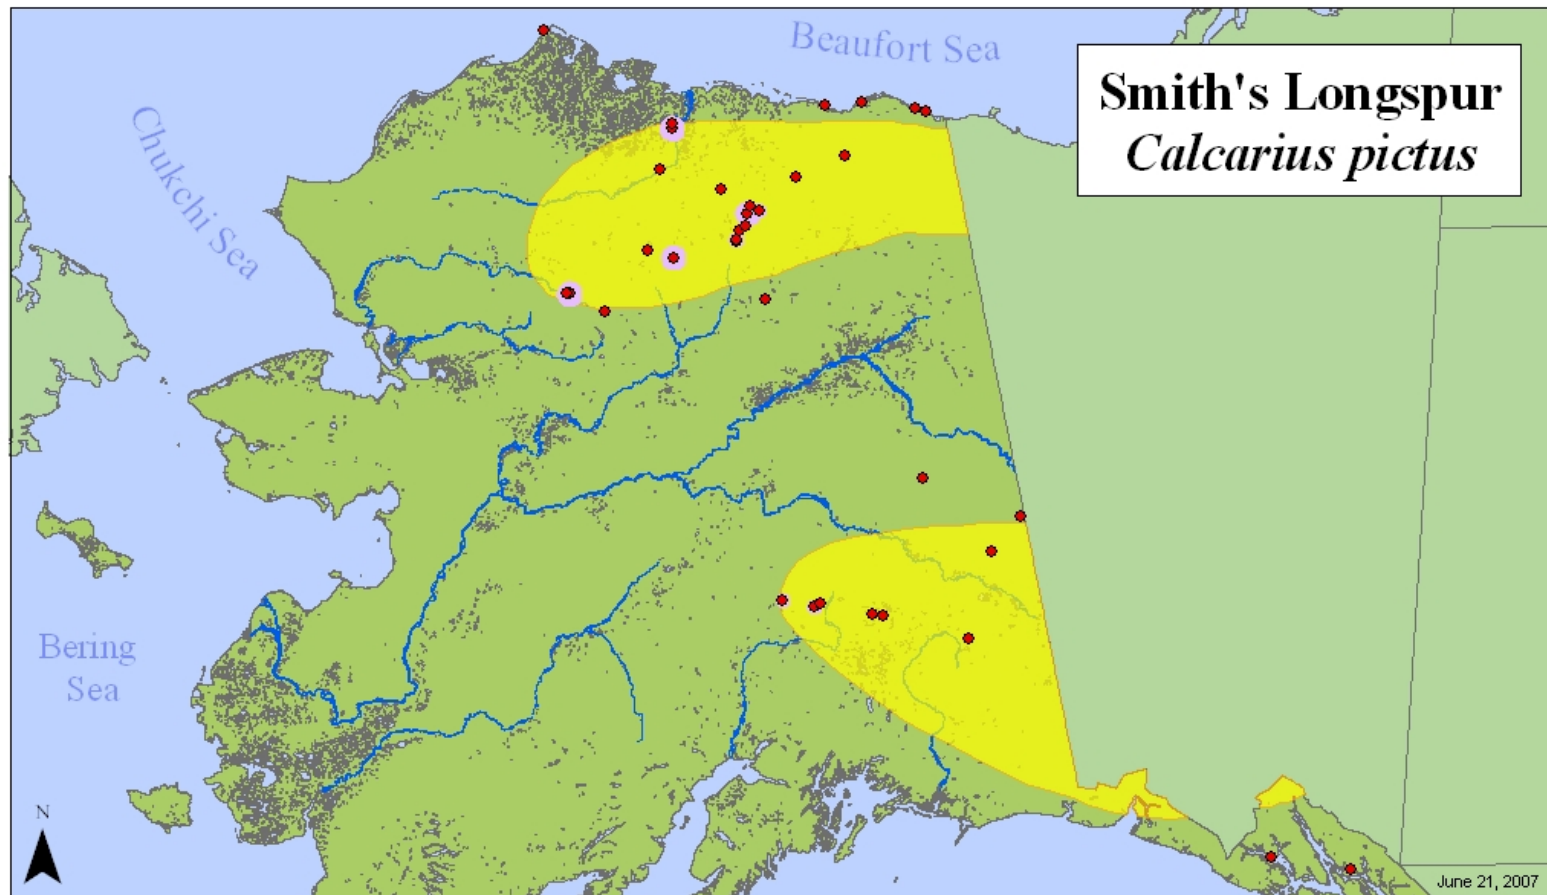 Beaufort Sea
Smith's Longspur
Calcarius pictus
Chukchi Sea
Bering
Sea
N
June 21, 2007